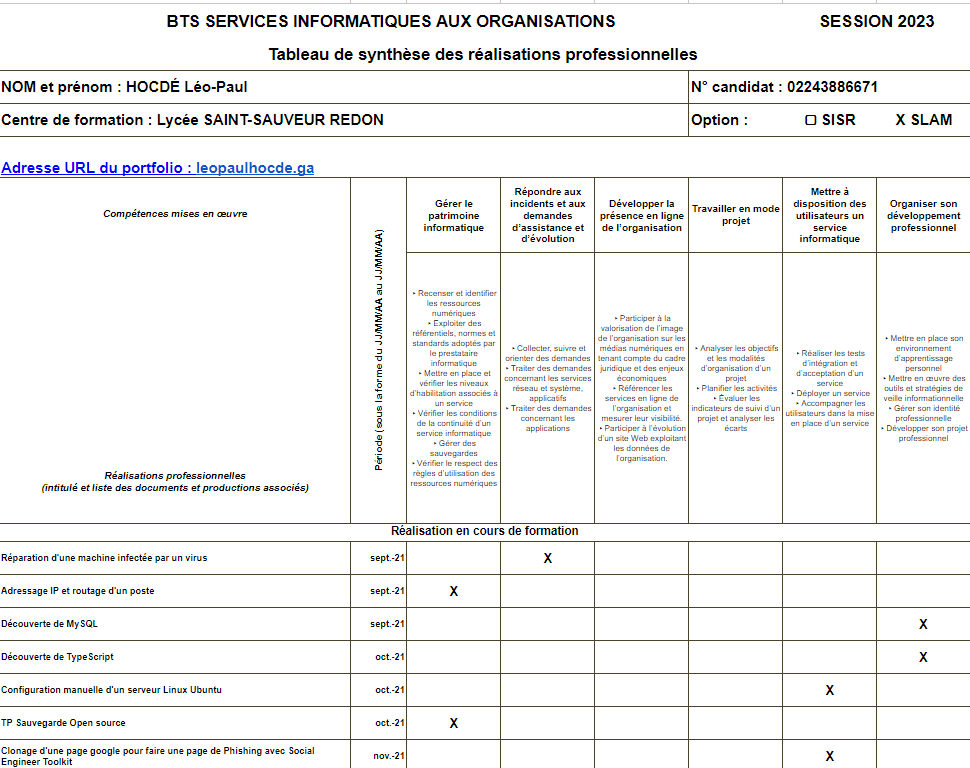 BTS SERVICES INFORMATIQUES AUX ORGANISATIONS SESSION 2023
Tableau de synthèse des réalisations professionnelles
NOM et prénom : HOCDÉ Léo-Paul N° candidat : 02243886671
Centre de formation : Lycée SAINT-SAUVEUR REDON Option : ☐ SISR X SLAM
Adresse URL du portfolio : leopaulhocde.ga
Compétences mises en œuvre
Réalisations professionnelles
(intitulé et liste des documents et productions associés)
Période (sous la forme du JJ/MM/AA au JJ/MM/AA)
Gérer le
patrimoine
informatique
Répondre aux
incidents et aux
demandes
d'assistance et
d'évolution
Développer la
présence en ligne
de l'organisation
Travailler en mode
projet
Mettre à
disposition des
utilisateurs un
service
informatique
Organiser son
développement
professionnel
‣ Recenser et identifier
les ressources
numériques
‣ Exploiter des
référentiels, normes et
standards adoptés par
le prestataire
informatique
‣ Mettre en place et
vérifier les niveaux
d'habilitation associés à
un service
‣ Vérifier les conditions
de la continuité d'un
service informatique
‣ Gérer des
sauvegardes
‣ Vérifier le respect des
règles d'utilisation des
ressources numériques
‣ Collecter, suivre et
orienter des demandes
‣ Traiter des demandes
concernant les services
réseau et système,
applicatifs
‣ Traiter des demandes
concernant les
applications
‣ Participer à la
valorisation de l'image
de l'organisation sur les
médias numériques en
tenant compte du cadre
juridique et des enjeux
économiques
‣ Référencer les
services en ligne de
l'organisation et
mesurer leur visibilité.
‣ Participer à l'évolution
d'un site Web exploitant
les données de
l'organisation.
‣ Analyser les objectifs
et les modalités
d'organisation d'un
projet
‣ Planifier les activités
‣ Évaluer les
indicateurs de suivi d'un
projet et analyser les
écarts
‣ Réaliser les tests
d'intégration et
d'acceptation d'un
service
‣ Déployer un service
‣ Accompagner les
utilisateurs dans la mise
en place d'un service
‣ Mettre en place son
environnement
d'apprentissage
personnel
‣ Mettre en œuvre des
outils et stratégies de
veille informationnelle
‣ Gérer son identité
professionnelle
‣ Développer son projet
professionnel
Réalisation en cours de formation
Réparation d'une machine infectée par un virus sept.-21 X
Adressage IP et routage d'un poste sept.-21 X
Découverte de MySQL sept.-21 X
Découverte de TypeScript oct.-21 X
Configuration manuelle d'un serveur Linux Ubuntu oct.-21 X
TP Sauvegarde Open source oct.-21 X
Clonage d'une page google pour faire une page de Phishing avec Social
Engineer Toolkit nov.-21 X